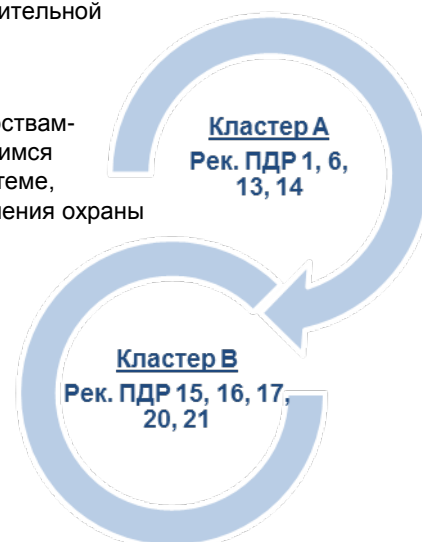 ительной
рствам-
имся
теме,
ления охраны
Кластер А
Рек. ПДР 1, 6,
13, 14
Кластер В
Рек. ПДР 15, 16, 17,
20, 21